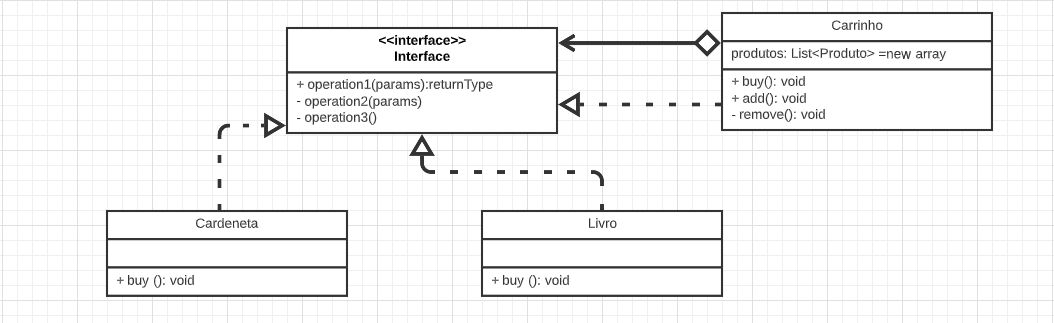 <<interface>>
Interface
+ operation1(params):returnType
- operation2(params)
- operation3()
Carrinho
produtos: List<Produto> =new array
+ buy(): void
+ add(): void
- remove(): void
Cardeneta
+ buy (): void
Livro
+ buy (): void